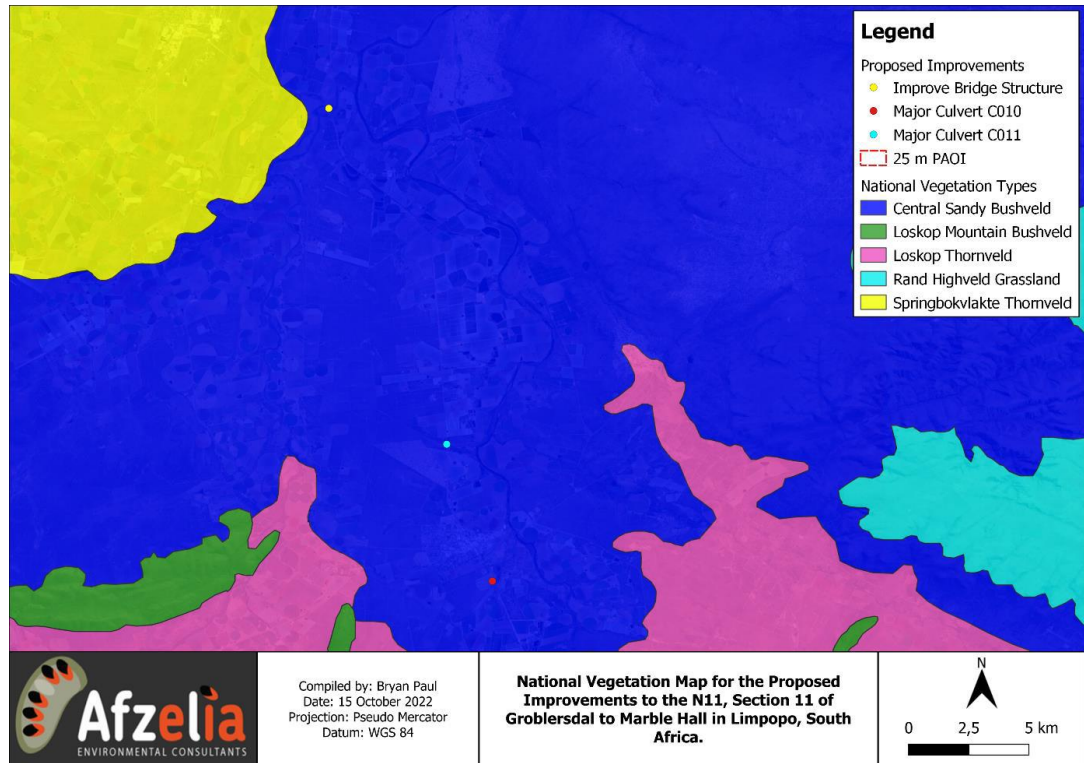 Legend
Proposed Improvements
Improve Bridge Structure
Major Culvert C010
Major Culvert C011
25 m PAOI
National Vegetation Types
Central Sandy Bushveld
Loskop Mountain Bushveld
Loskop Thornveld
Rand Highveld Grassland
Springbokvlakte Thornveld
Afzelia
ENVIRONMENTAL CONSULTANTS
Compiled by: Bryan Paul
Date: 15 October 2022
Projection: Pseudo Mercator
Datum: WGS 84
National Vegetation Map for the Proposed
Improvements to the N11, Section 11 of
Groblersdal to Marble Hall in Limpopo, South
Africa.
N
0 2,5 5 km